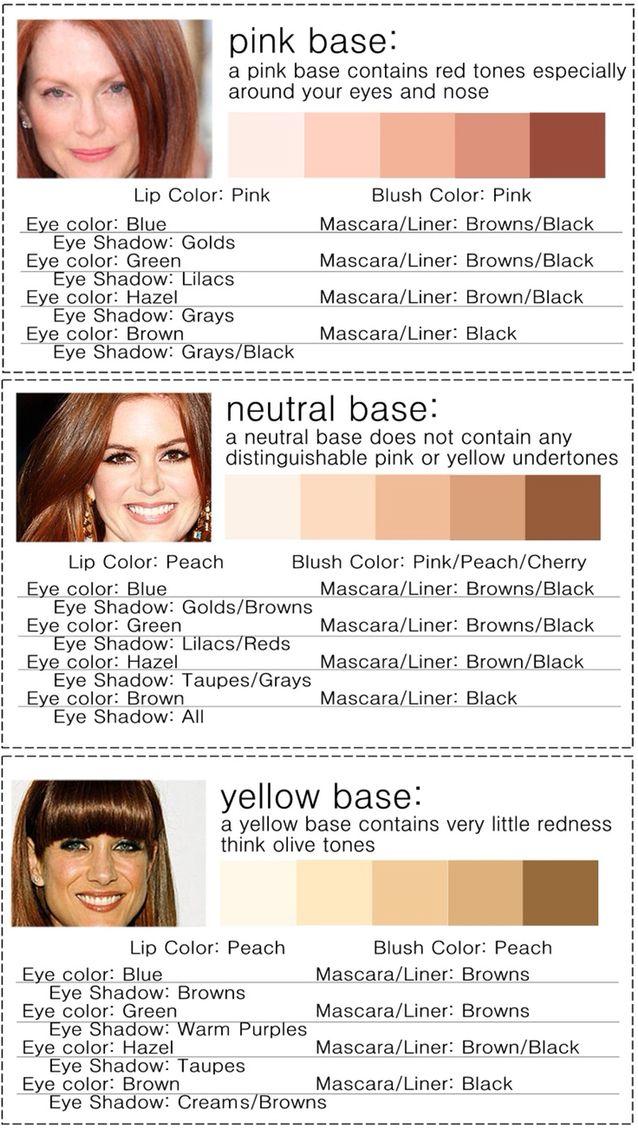 pink base:
a pink base contains red tones especially
around your eyes and nose
Lip Color: Pink Blush Color: Pink
Eye color: Blue Mascara/Liner: Browns/Black
Eye Shadow: Golds
Eye color: Green Mascara/Liner: Browns/Black
Eye Shadow: Lilacs
Eye color: Hazel Mascara/Liner: Brown/Black
Eye Shadow: Grays
Eye color: Brown Mascara/Liner: Black
Eye Shadow: Grays/Black
neutral base:
a neutral base does not contain any
distinguishable pink or yellow undertones
Lip Color: Peach Blush Color: Pink/Peach/Cherry
Eye color: Blue Mascara/Liner: Browns/Black
Eye Shadow: Golds/Browns
Eye color: Green Mascara/Liner: Browns/Black
Eye Shadow: Lilacs/Reds
Eye color: Hazel Mascara/Liner: Brown/Black
Eye Shadow: Taupes/Grays
Eye color: Brown Mascara/Liner: Black
Eye Shadow: All
yellow base:
a yellow base contains very little redness
think olive tones
Lip Color: Peach Blush Color: Peach
Eye color: Blue Mascara/Liner: Browns
Eye Shadow: Browns
Eye color: Green Mascara/Liner: Browns
Eye Shadow: Warm Purples
Eye color: Hazel Mascara/Liner: Brown/Black
Eye Shadow: Taupes
Eye color: Brown Mascara/Liner: Black
Eye Shadow: Creams/Browns